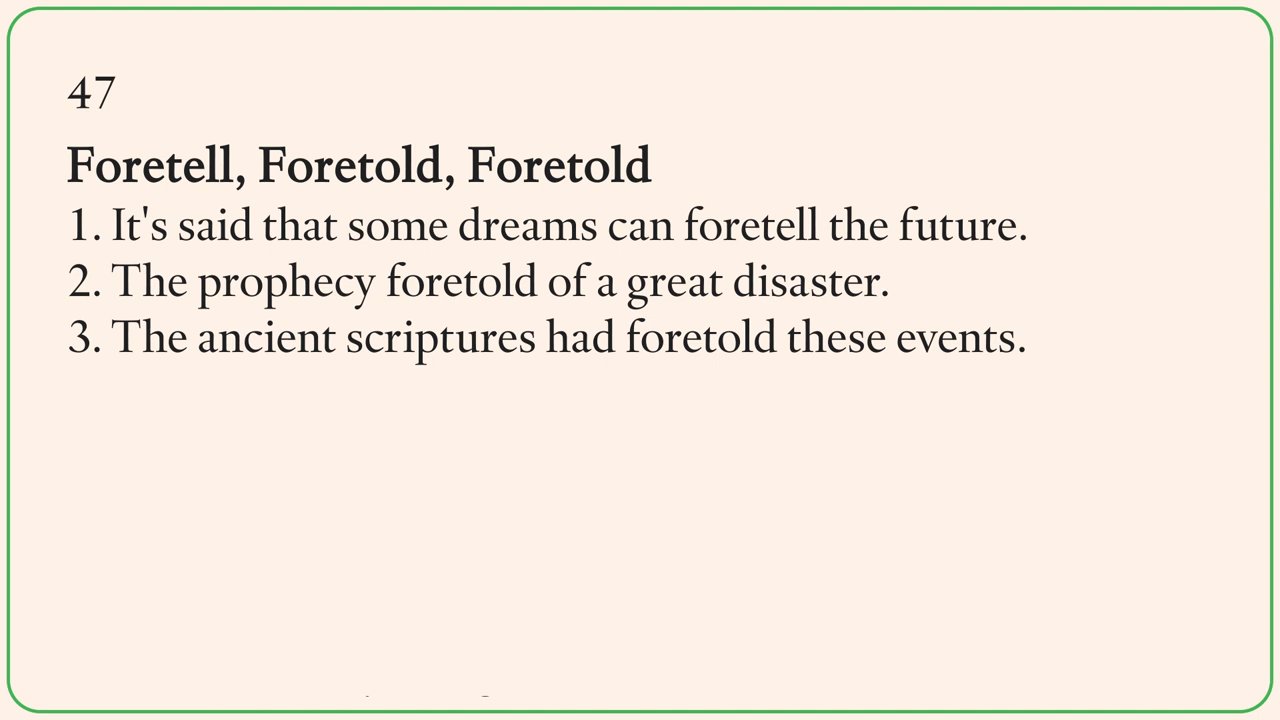 47
Foretell, Foretold, Foretold
1. It's said that some dreams can foretell the future.
2. The prophecy foretold of a great disaster.
3. The ancient scriptures had foretold these events.